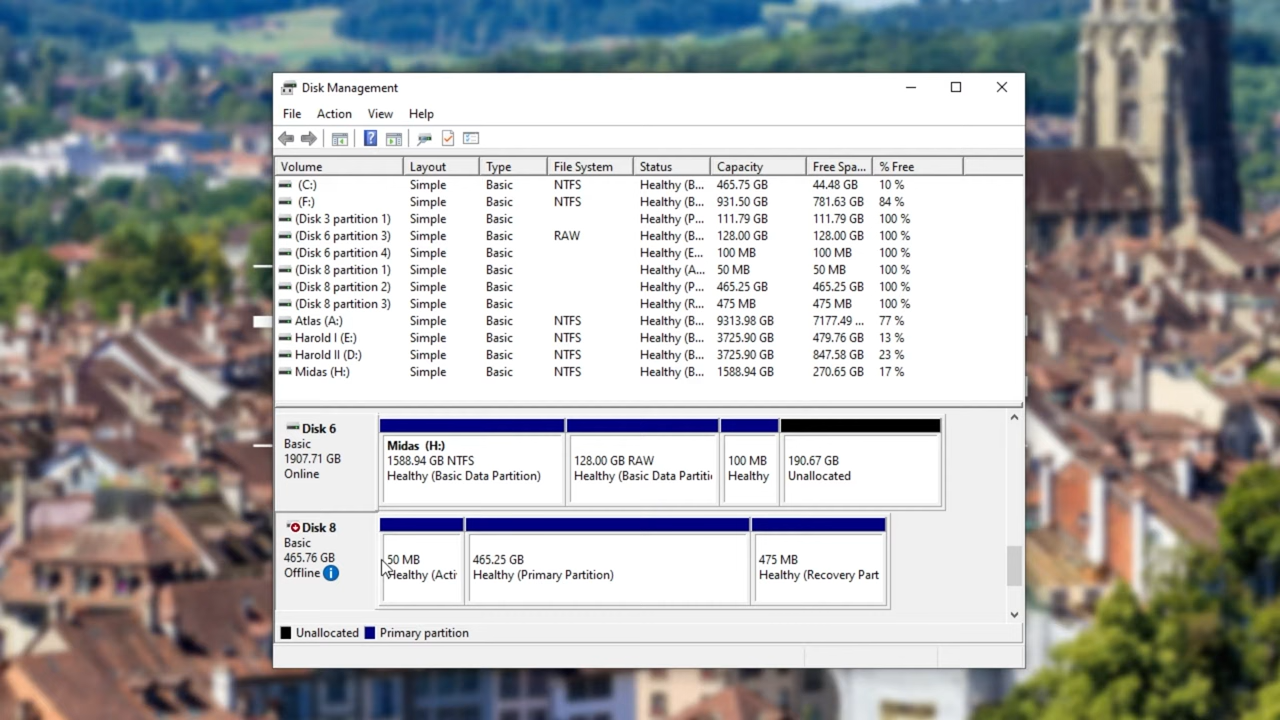 Disk Management
File Action View Help
Volume Layout Type File System Status Capacity Free Spa... % Free
(C:) Simple Basic NTFS Healthy (B... 465.75 GB 44.48 GB 10 %
(F:) Simple Basic NTFS Healthy (B... 931.50 GB 781.63 GB 84 %
(Disk 3 partition 1) Simple Basic Healthy (P... 111.79 GB 111.79 GB 100 %
(Disk 6 partition 3) Simple Basic RAW Healthy (B... 128.00 GB 128.00 GB 100 %
(Disk 6 partition 4) Simple Basic Healthy (E... 100 MB 100 MB 100 %
(Disk 8 partition 1) Simple Basic Healthy (A... 50 MB 50 MB 100 %
(Disk 8 partition 2) Simple Basic Healthy (P... 465.25 GB 465.25 GB 100 %
(Disk 8 partition 3) Simple Basic Healthy (R... 475 MB 475 MB 100 %
Atlas (A:) Simple Basic NTFS Healthy (B... 9313.98 GB 7177.49 ... 77 %
Harold I (E:) Simple Basic NTFS Healthy (B... 3725.90 GB 479.76 GB 13 %
Harold II (D:) Simple Basic NTFS Healthy (B... 3725.90 GB 847.58 GB 23 %
Midas (H:) Simple Basic NTFS Healthy (B... 1588.94 GB 270.65 GB 17 %
Disk 6
Basic
1907.71 GB
Online
Midas (H:)
1588.94 GB NTFS
Healthy (Basic Data Partition)
128.00 GB RAW
Healthy (Basic Data Partiti
100 MB
Healthy
190.67 GB
Unallocated
Disk 8
Basic
465.76 GB
Offline
50 MB
Healthy (Acti
465.25 GB
Healthy (Primary Partition)
475 MB
Healthy (Recovery Part
Unallocated Primary partition